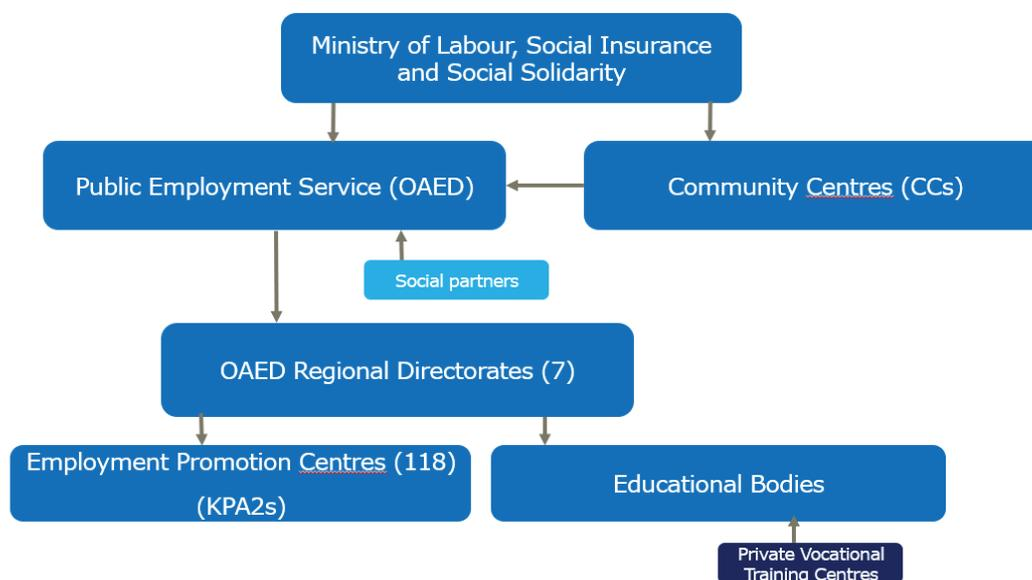 Ministry of Labour, Social Insurance
and Social Solidarity
Public Employment Service (OAED)
Community Centres (CCs)
Social partners
OAED Regional Directorates (7)
Employment Promotion Centres (118)
(KPA2s)
Educational Bodies
Private Vocational
Training Centres